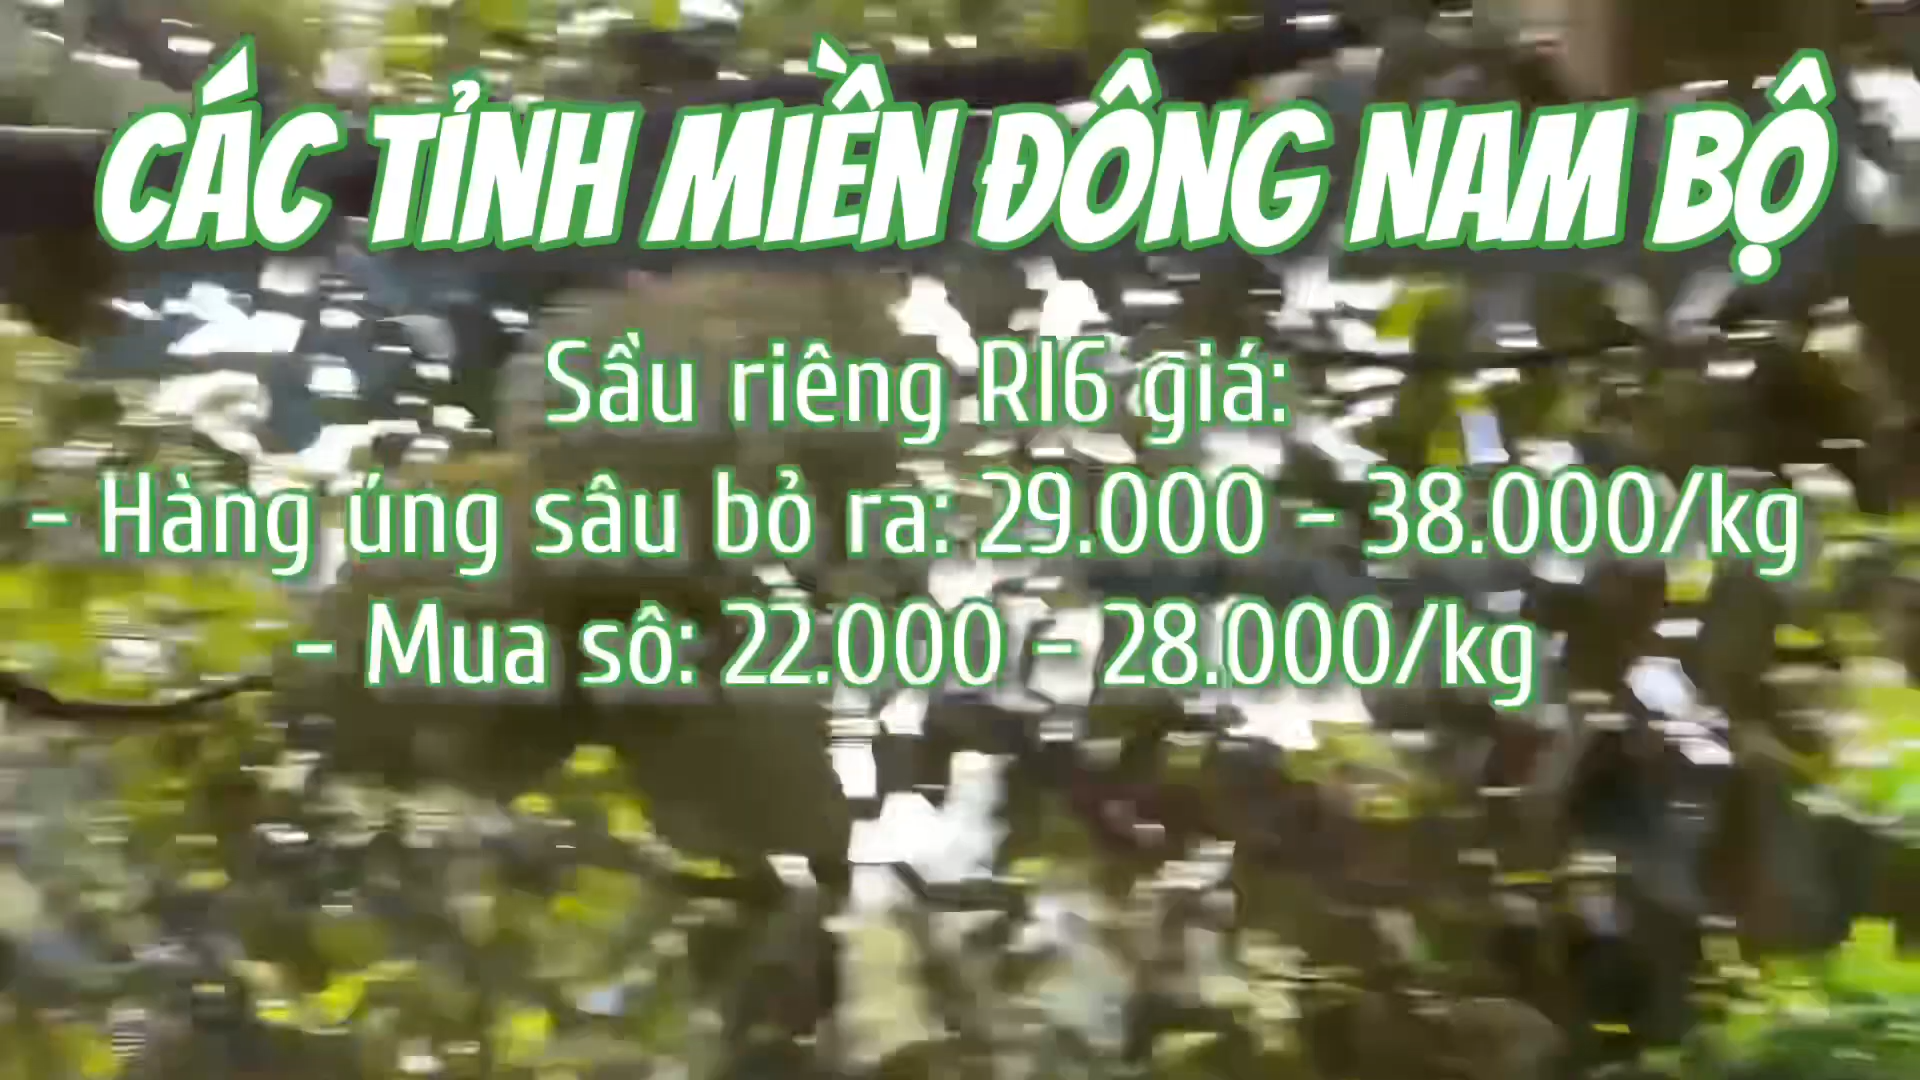 CÁC TỈNH MIỀN ĐÔNG NAM BỘ
Sầu riêng RI6 giá:
- Hàng úng sâu bỏ ra: 29.000 - 38.000/kg
- Mua sô: 22.000 - 28.000/kg